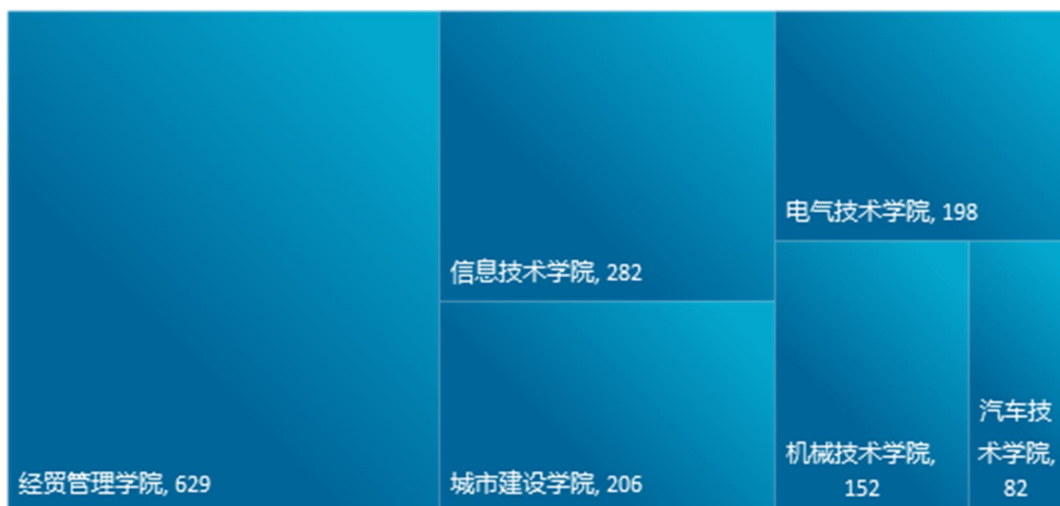 经贸管理学院, 629
信息技术学院, 282
城市建设学院, 206
电气技术学院, 198
机械技术学院,
152
汽车技
术学院,
82